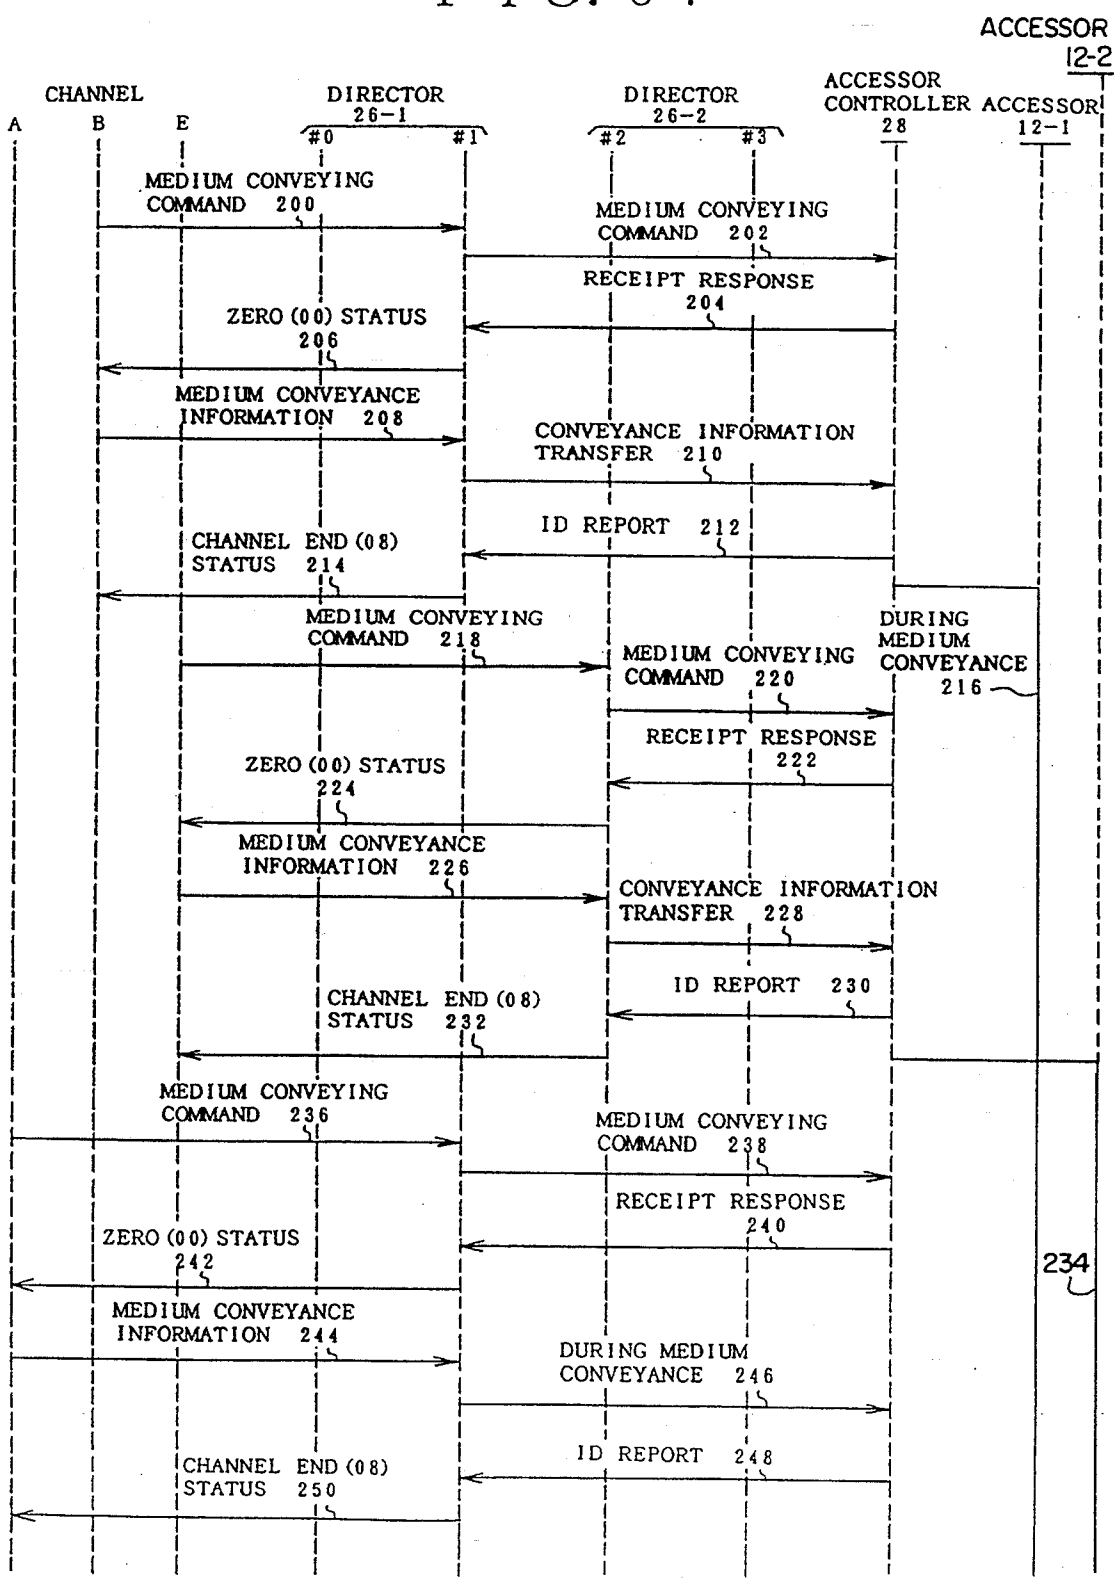 ACCESSOR
12-2
CHANNEL
DIRECTOR
26-1
DIRECTOR
26-2
ACCESSOR
CONTROLLER
28
ACCESSOR
12-1
A B E #0 #1 #2 #3
MEDIUM CONVEYING
COMMAND 200
MEDIUM CONVEYING
COMMAND 202
RECEIPT RESPONSE
204
ZERO (00) STATUS
206
MEDIUM CONVEYANCE
INFORMATION 208
CONVEYANCE INFORMATION
TRANSFER 210
ID REPORT 212
CHANNEL END (08)
STATUS 214
DURING
MEDIUM
CONVEYANCE
216
MEDIUM CONVEYING
COMMAND 218
MEDIUM CONVEYING
COMMAND 220
RECEIPT RESPONSE
222
ZERO (00) STATUS
224
MEDIUM CONVEYANCE
INFORMATION 226
CONVEYANCE INFORMATION
TRANSFER 228
ID REPORT 230
CHANNEL END (08)
STATUS 232
234
MEDIUM CONVEYING
COMMAND 236
MEDIUM CONVEYING
COMMAND 238
RECEIPT RESPONSE
240
ZERO (00) STATUS
242
MEDIUM CONVEYANCE
INFORMATION 244
DURING MEDIUM
CONVEYANCE 246
ID REPORT 248
CHANNEL END (08)
STATUS 250